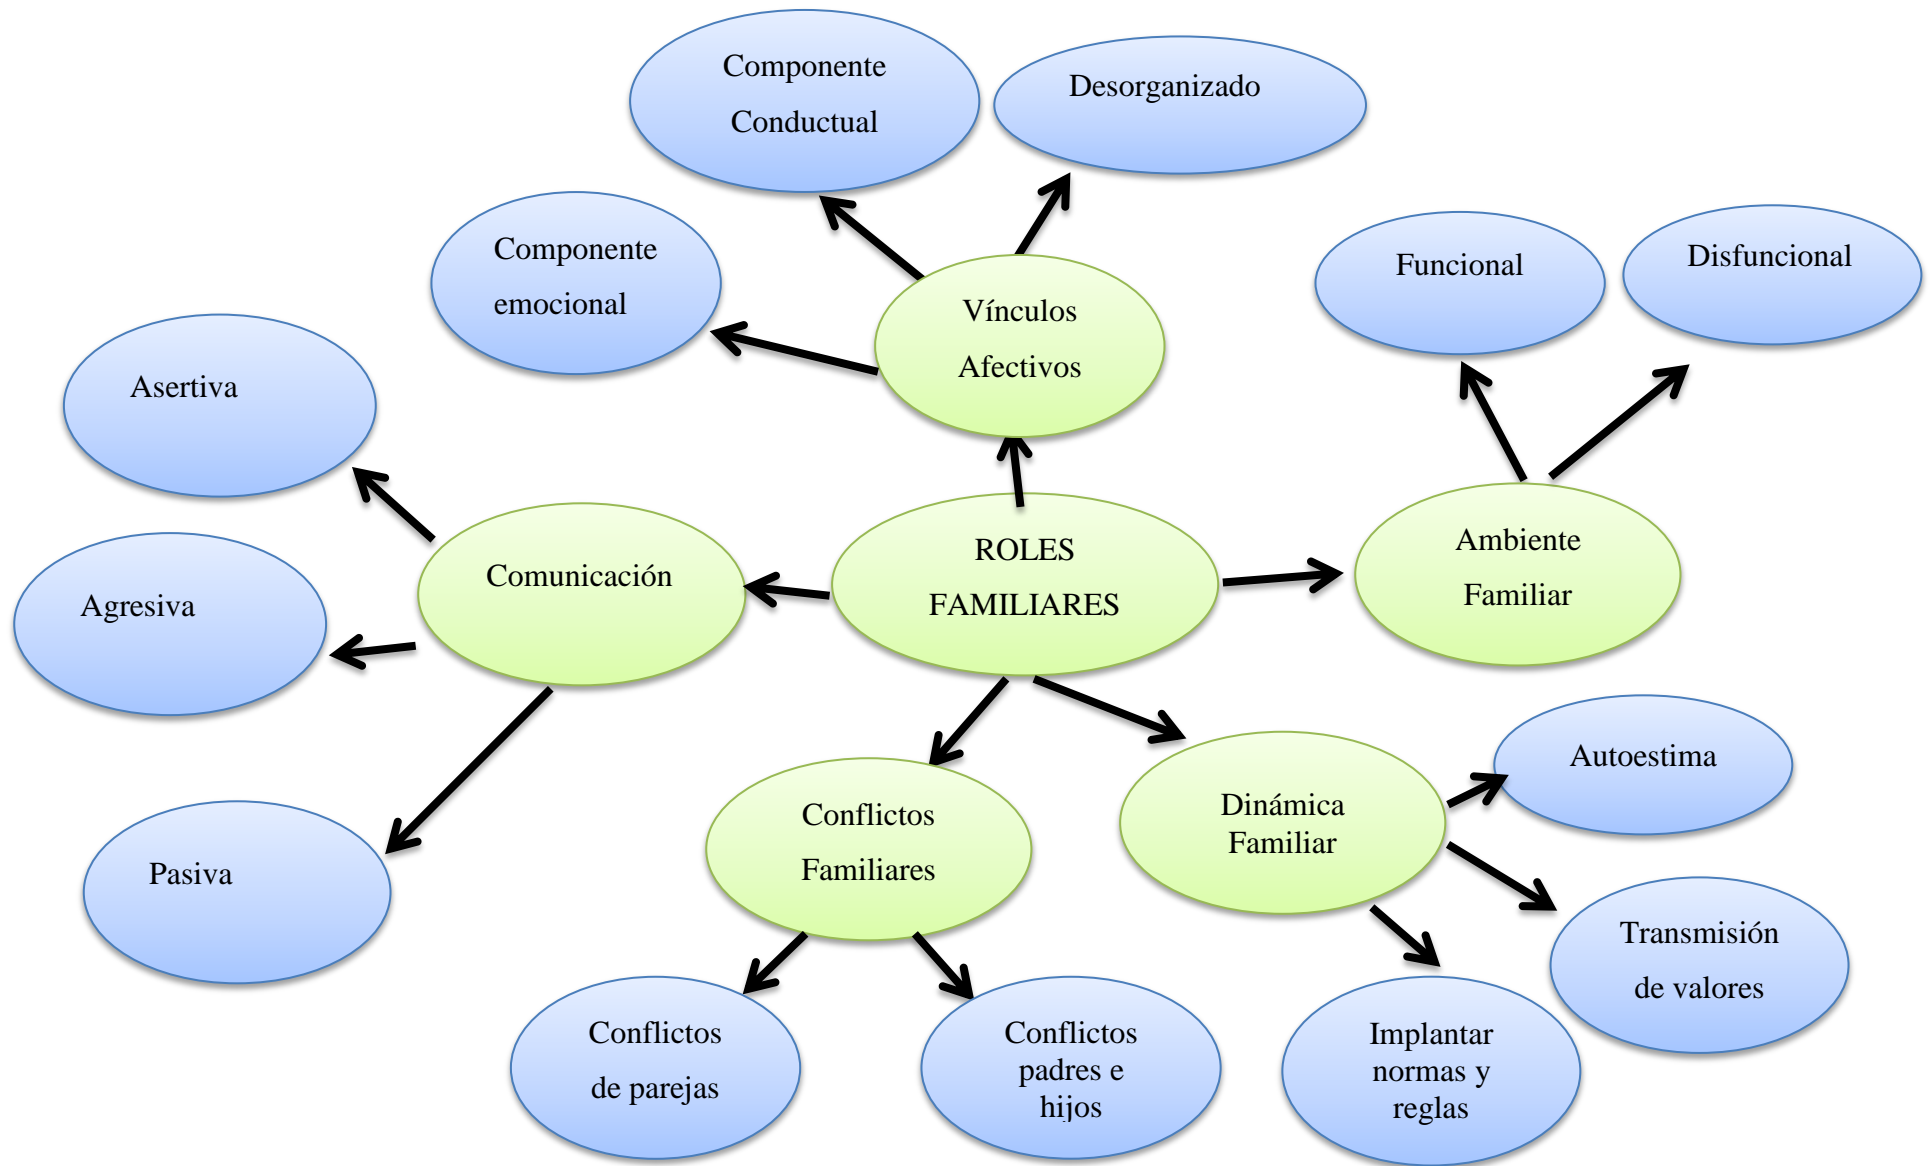 Componente
Conductual
Desorganizado
Componente
emocional
Funcional
Disfuncional
Vínculos
Afectivos
Asertiva
ROLES
FAMILIARES
Ambiente
Familiar
Comunicación
Agresiva
Autoestima
Dinámica
Familiar
Conflictos
Familiares
Pasiva
Transmisión
de valores
Conflictos
de parejas
Conflictos
padres e
hijos
Implantar
normas y
reglas